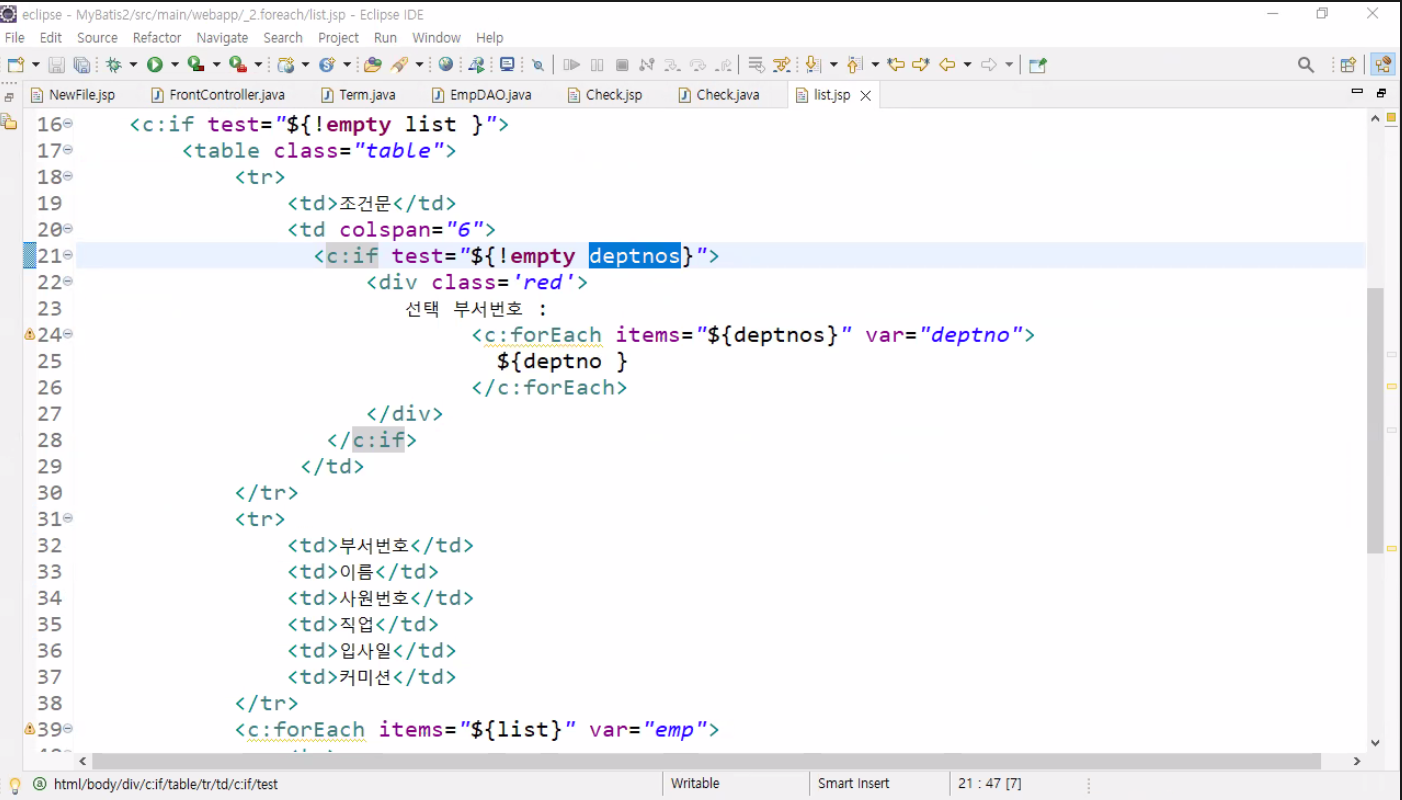 eclipse - MyBatis2/src/main/webapp/_2.foreach/list.jsp - Eclipse IDE
File Edit Source Refactor Navigate Search Project Run Window Help
NewFile.jsp FrontController.java Term.java EmpDAO.java Check.jsp Check.java list.jsp
16 <c:if test="${!empty list }">
17 <table class="table">
18 <tr>
19 <td>조건문</td>
20 <td colspan="6">
21 <c:if test="${!empty deptnos}">
22 <div class='red'>
23 선택 부서번호 :
24 <c:forEach items="${deptnos}" var="deptno">
25 ${deptno }
26 </c:forEach>
27 </div>
28 </c:if>
29 </td>
30 </tr>
31 <tr>
32 <td>부서번호</td>
33 <td>이름</td>
34 <td>사원번호</td>
35 <td>직업</td>
36 <td>입사일</td>
37 <td>커미션</td>
38 </tr>
39 <c:forEach items="${list}" var="emp">
html/body/div/c:if/table/tr/td/c:if/test Writable Smart Insert 21 : 47 [7]